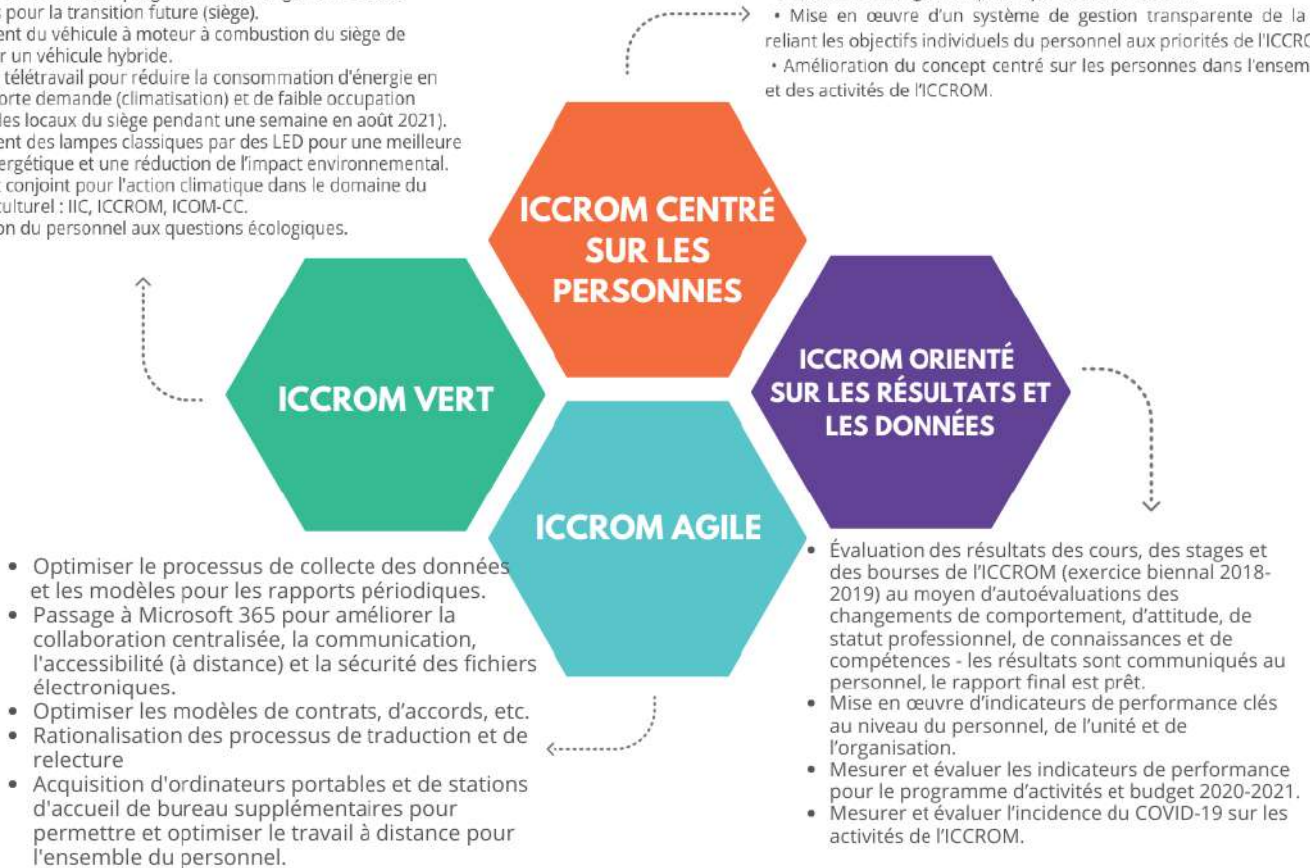 s pour la transition future (siège).
ent du véhicule à moteur à combustion du siège de
r un véhicule hybride.
télétravail pour réduire la consommation d'énergie en
orte demande (climatisation) et de faible occupation
les locaux du siège pendant une semaine en août 2021).
ent des lampes classiques par des LED pour une meilleure
ergétique et une réduction de l'impact environnemental.
t conjoint pour l'action climatique dans le domaine du
culturel : IIC, ICCROM, ICOM-CC.
on du personnel aux questions écologiques.
• Mise en œuvre d'un système de gestion transparente de la
reliant les objectifs individuels du personnel aux priorités de l'ICCRO
• Amélioration du concept centré sur les personnes dans l'ensem
et des activités de l'ICCROM.
ICCROM CENTRÉ
SUR LES
PERSONNES
ICCROM VERT
ICCROM ORIENTÉ
SUR LES RÉSULTATS ET
LES DONNÉES
ICCROM AGILE
• Optimiser le processus de collecte des données
et les modèles pour les rapports périodiques.
• Passage à Microsoft 365 pour améliorer la
collaboration centralisée, la communication,
l'accessibilité (à distance) et la sécurité des fichiers
électroniques.
• Optimiser les modèles de contrats, d'accords, etc.
• Rationalisation des processus de traduction et de
relecture
• Acquisition d'ordinateurs portables et de stations
d'accueil de bureau supplémentaires pour
permettre et optimiser le travail à distance pour
l'ensemble du personnel.
• Évaluation des résultats des cours, des stages et
des bourses de l'ICCROM (exercice biennal 2018-
2019) au moyen d'autoévaluations des
changements de comportement, d'attitude, de
statut professionnel, de connaissances et de
compétences - les résultats sont communiqués au
personnel, le rapport final est prêt.
• Mise en œuvre d'indicateurs de performance clés
au niveau du personnel, de l'unité et de
l'organisation.
• Mesurer et évaluer les indicateurs de performance
pour le programme d'activités et budget 2020-2021.
• Mesurer et évaluer l'incidence du COVID-19 sur les
activités de l'ICCROM.